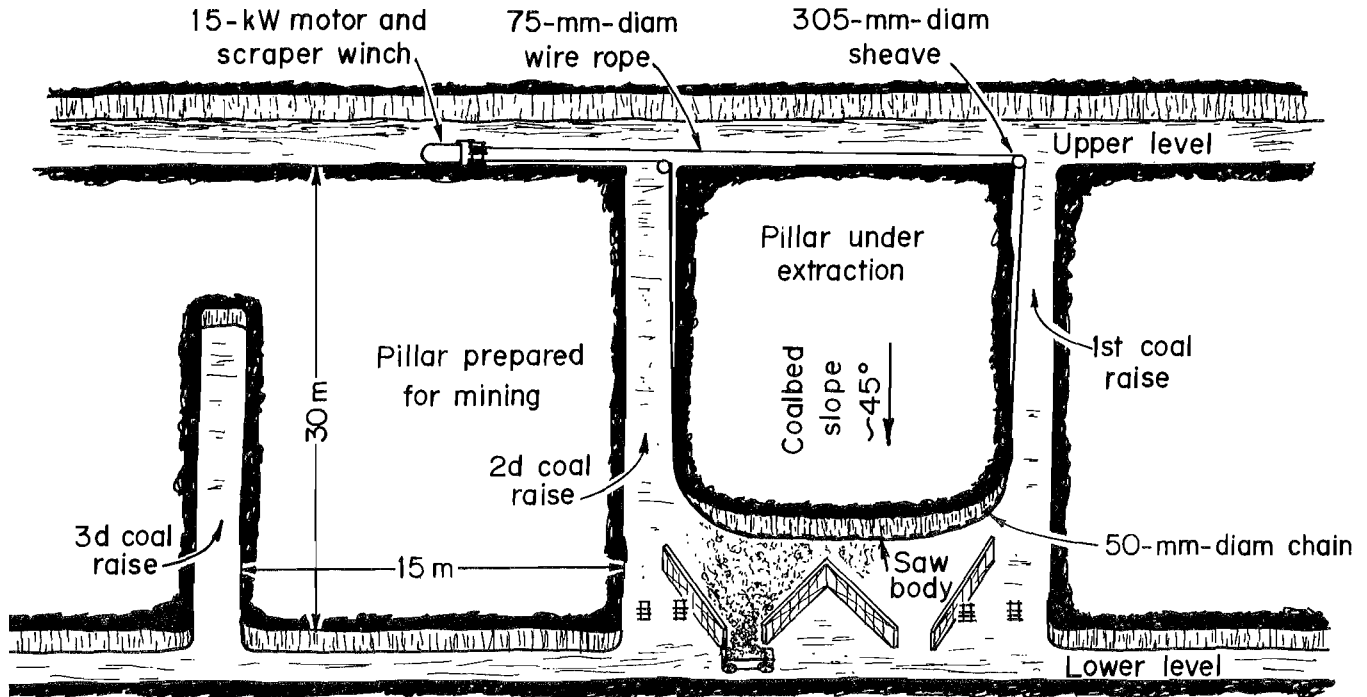 15-kW motor and
scraper winch
75-mm-diam
wire rope
305-mm-diam
sheave
Upper level
Pillar under
extraction
Coalbed
slope
~45°
1st coal
raise
Pillar prepared
for mining
30 m
2d coal
raise
3d coal
raise
15 m
Saw
body
50-mm-diam chain
Lower level